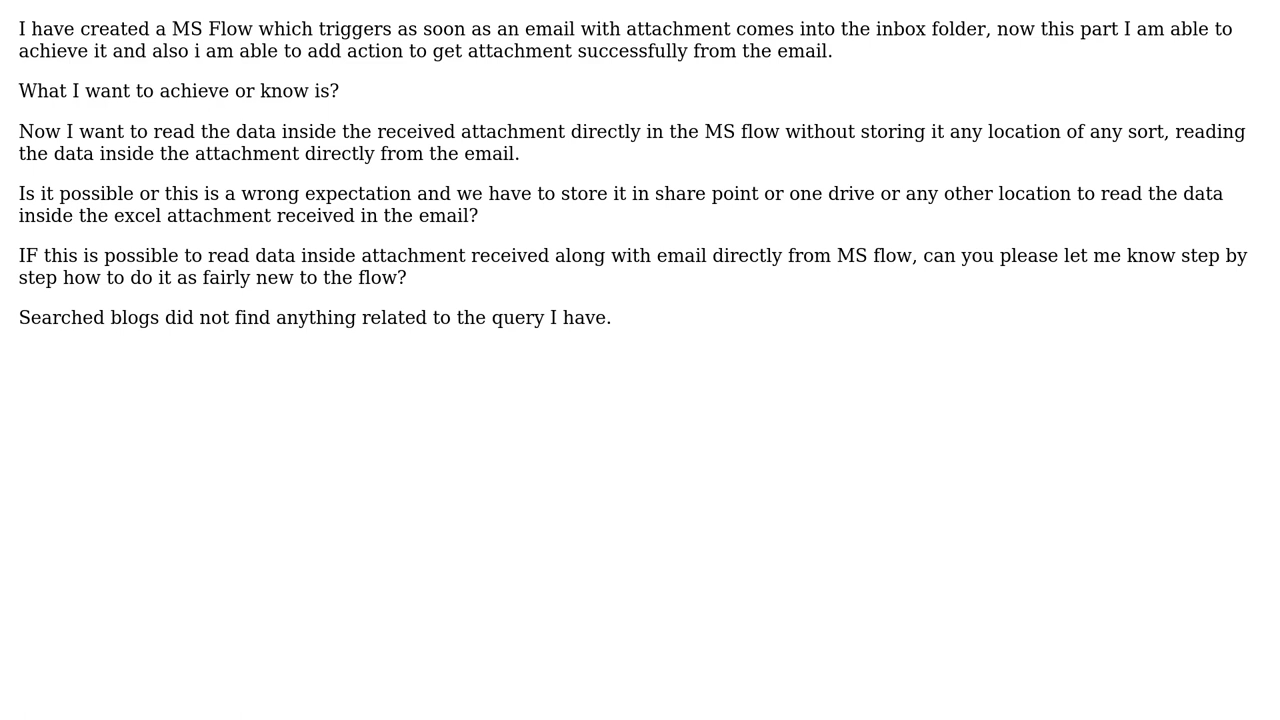 I have created a MS Flow which triggers as soon as an email with attachment comes into the inbox folder, now this part I am able to
achieve it and also i am able to add action to get attachment successfully from the email.
What I want to achieve or know is?
Now I want to read the data inside the received attachment directly in the MS flow without storing it any location of any sort, reading
the data inside the attachment directly from the email.
Is it possible or this is a wrong expectation and we have to store it in share point or one drive or any other location to read the data
inside the excel attachment received in the email?
IF this is possible to read data inside attachment received along with email directly from MS flow, can you please let me know step by
step how to do it as fairly new to the flow?
Searched blogs did not find anything related to the query I have.